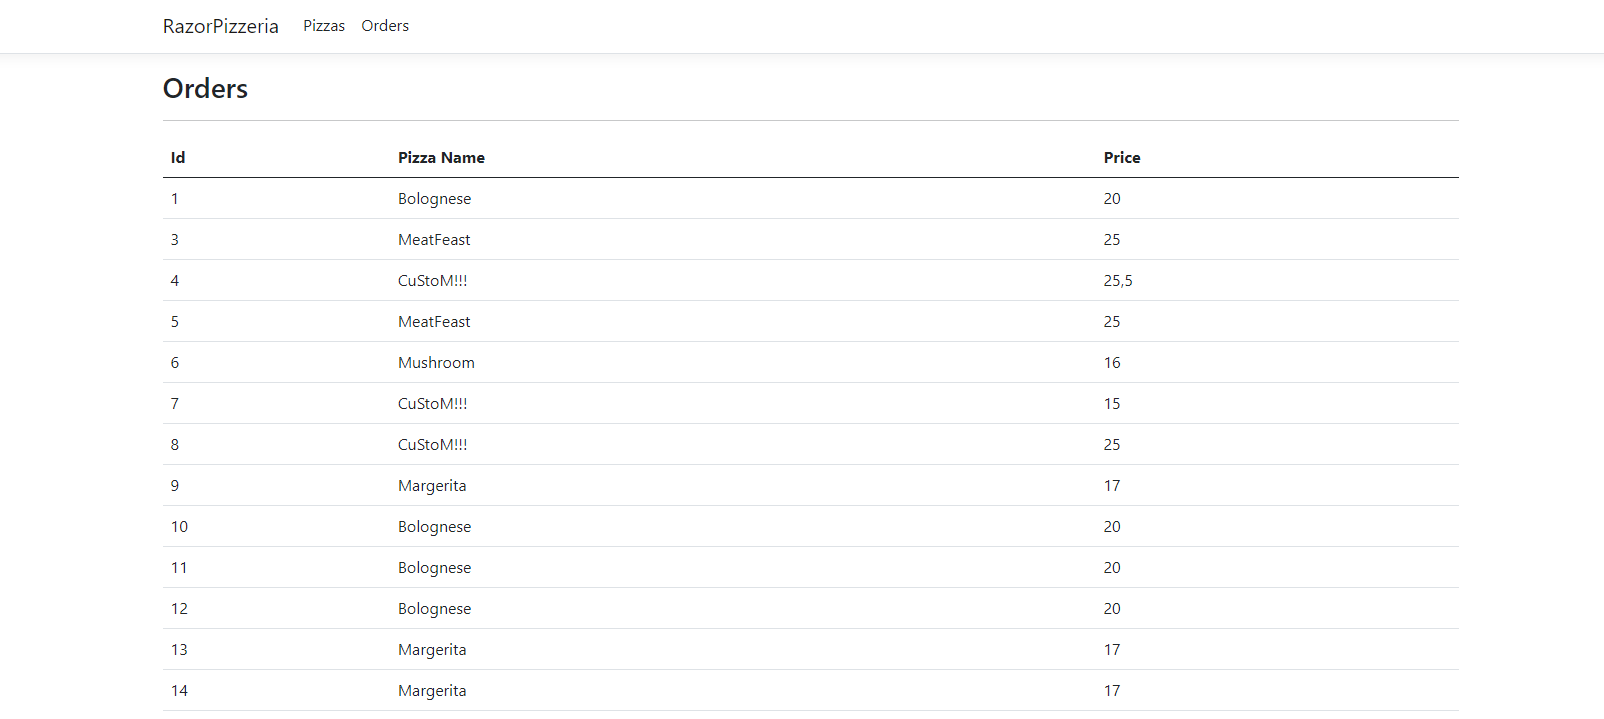 RazorPizzeria Pizzas Orders
Orders
Id Pizza Name Price
1 Bolognese 20
3 MeatFeast 25
4 CuStoM!!! 25,5
5 MeatFeast 25
6 Mushroom 16
7 CuStoM!!! 15
8 CuStoM!!! 25
9 Margerita 17
10 Bolognese 20
11 Bolognese 20
12 Bolognese 20
13 Margerita 17
14 Margerita 17